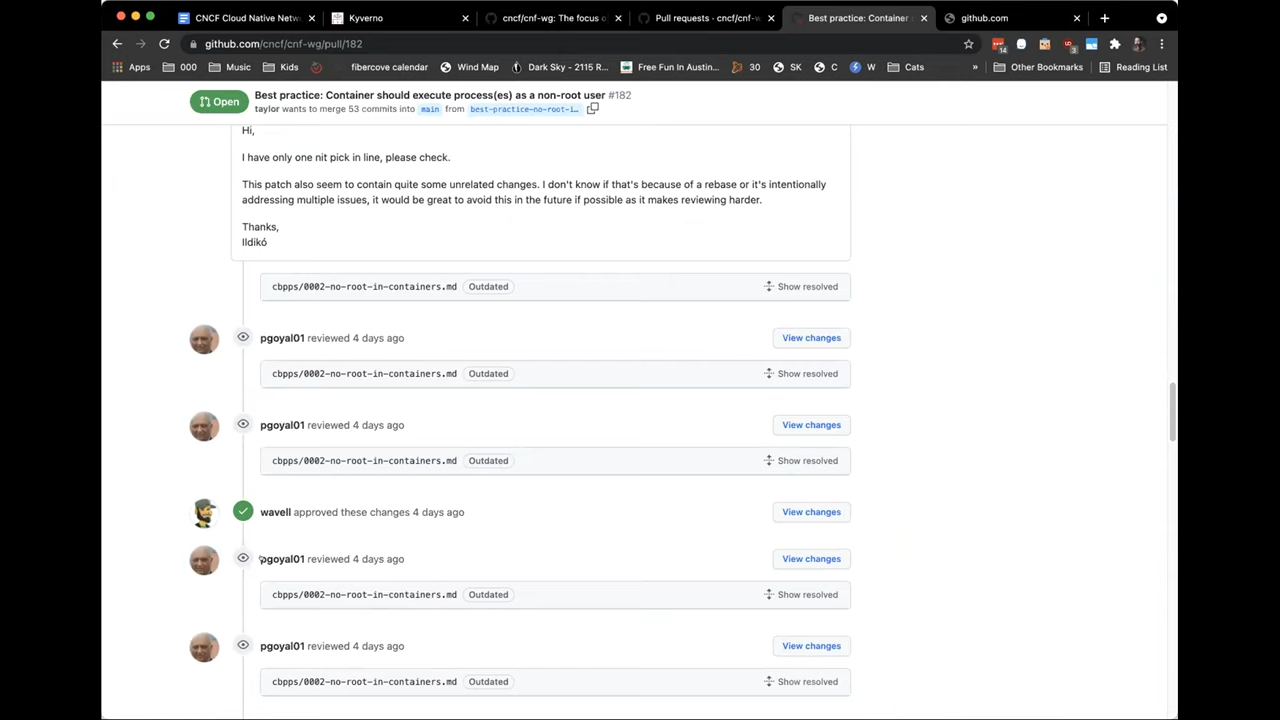 CNCF Cloud Native Netw
Kyverno
cncf/cnf-wg: The focus o
Pull requests · cncf/cnf-w
Best practice: Container
github.com
github.com/cncf/cnf-wg/pull/182
14
3
Apps
000
Music
Kids
fibercove calendar
Wind Map
Dark Sky - 2115 R...
Free Fun In Austin...
30
SK
C
W
Cats
»
Other Bookmarks
Reading List
Open
Best practice: Container should execute process(es) as a non-root user #182
taylor wants to merge 53 commits into main from best-practice-no-root-i...
Hi,
I have only one nit pick in line, please check.
This patch also seem to contain quite some unrelated changes. I don't know if that's because of a rebase or it's intentionally
addressing multiple issues, it would be great to avoid this in the future if possible as it makes reviewing harder.
Thanks,
Ildikó
cbpps/0002-no-root-in-containers.md Outdated Show resolved
pgoyal01 reviewed 4 days ago View changes
cbpps/0002-no-root-in-containers.md Outdated Show resolved
pgoyal01 reviewed 4 days ago View changes
cbpps/0002-no-root-in-containers.md Outdated Show resolved
wavell approved these changes 4 days ago View changes
pgoyal01 reviewed 4 days ago View changes
cbpps/0002-no-root-in-containers.md Outdated Show resolved
pgoyal01 reviewed 4 days ago View changes
cbpps/0002-no-root-in-containers.md Outdated Show resolved